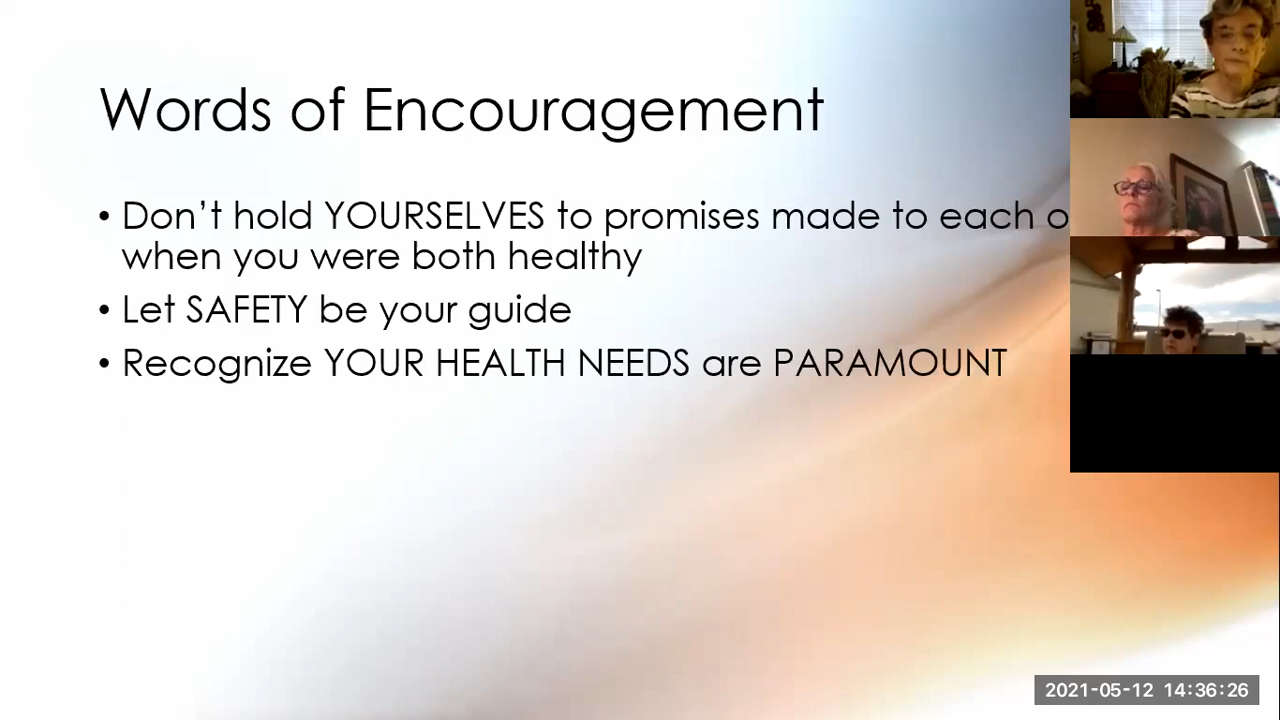 Words of Encouragement
• Don't hold YOURSELVES to promises made to each
when you were both healthy
• Let SAFETY be your guide
• Recognize YOUR HEALTH NEEDS are PARAMOUNT
2021-05-12 14:36:26